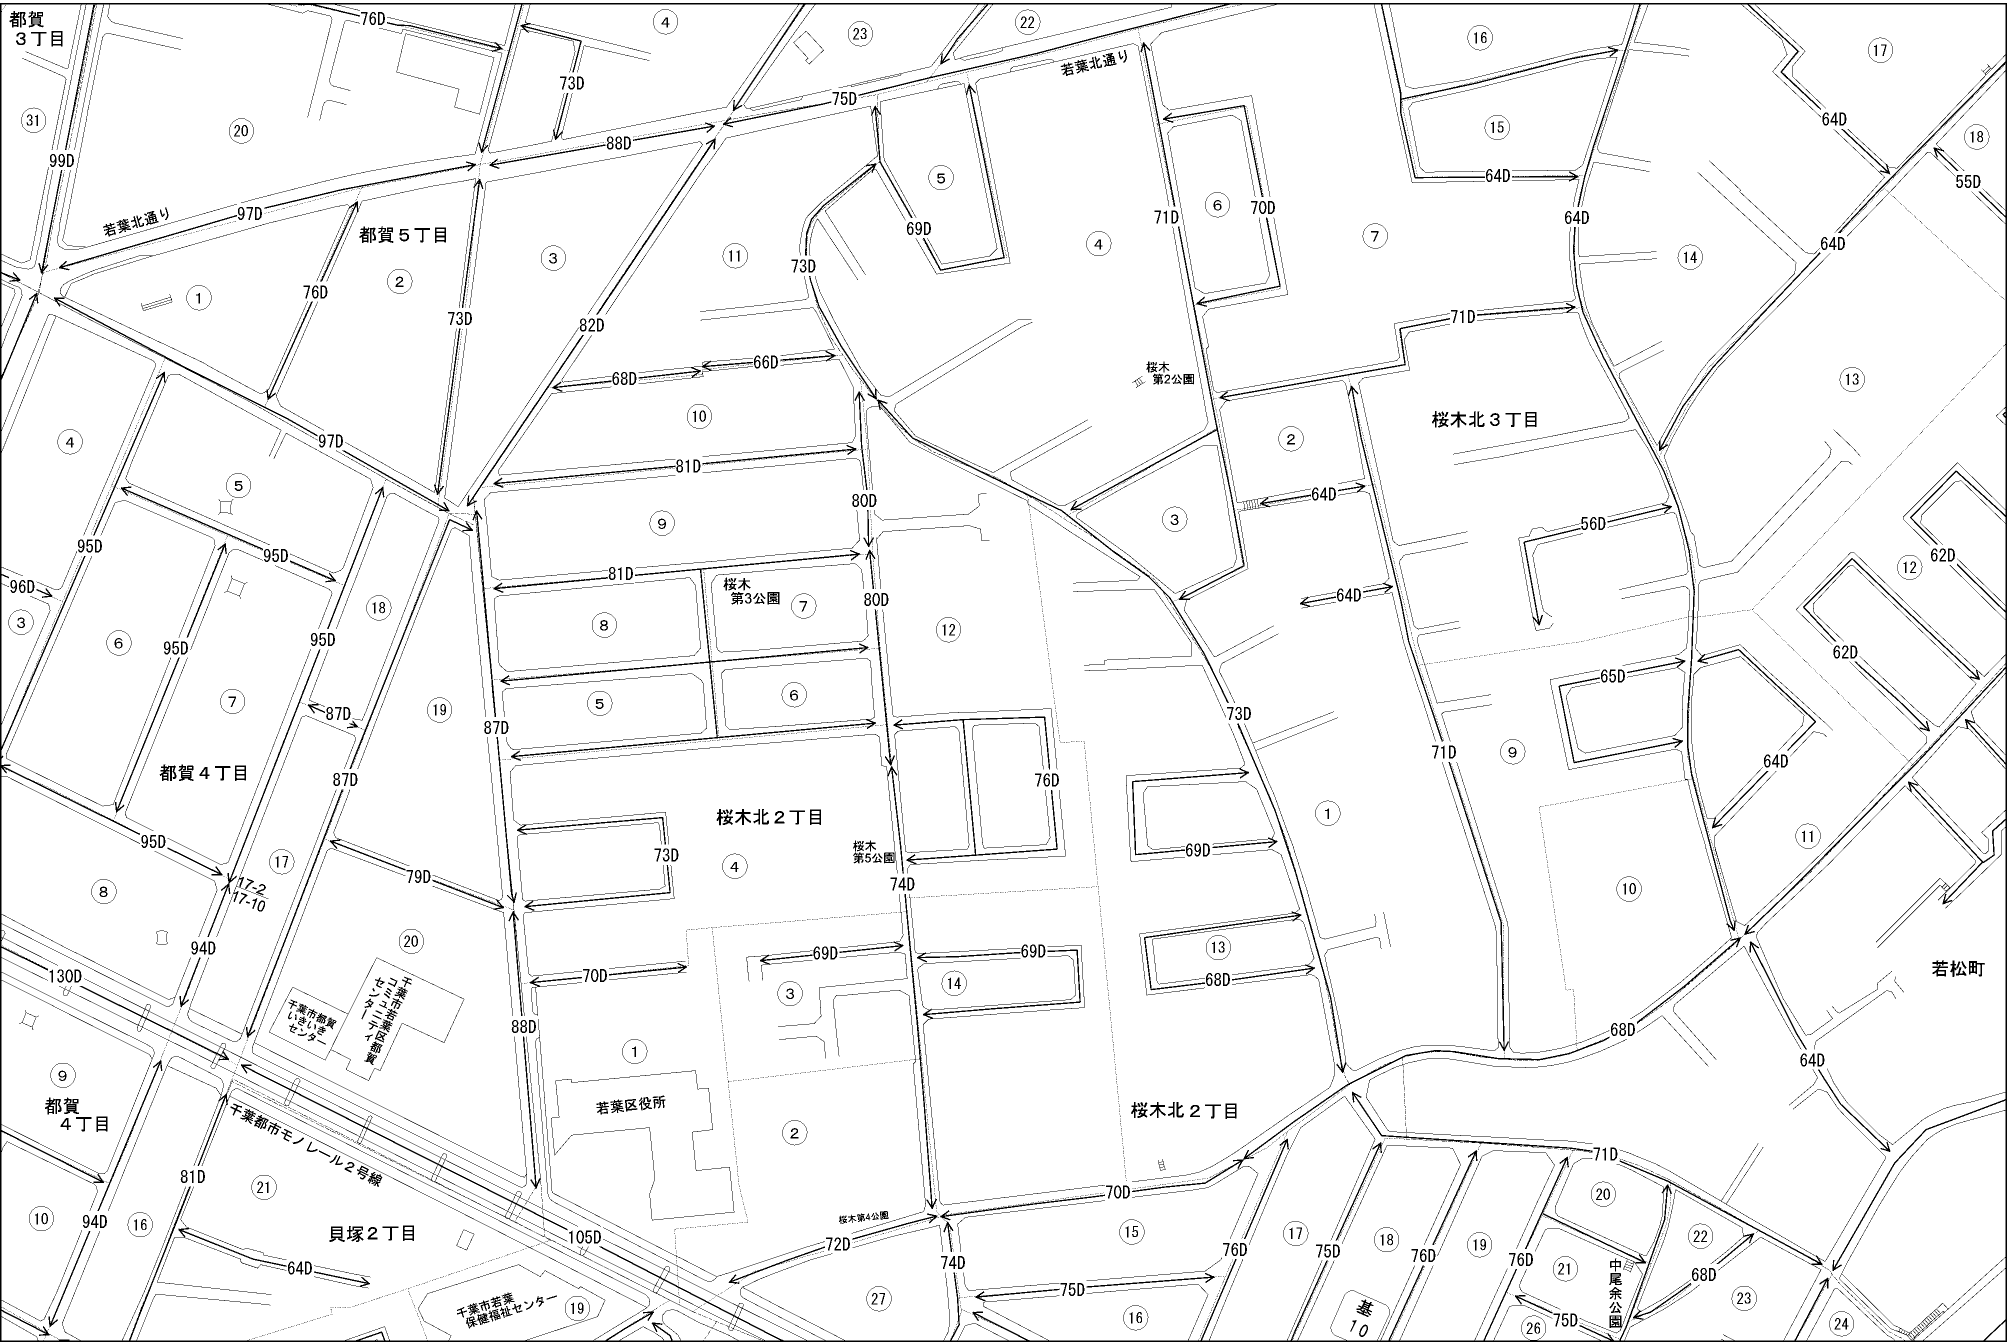 都賀
３丁目
76D
4
23
22
16
17
若葉北通り
73D
75D
64D
31
20
15
18
99D
88D
5
64D
55D
若葉北通り
97D
都賀５丁目
6
70D
71D
7
64D
69D
64D
3
11
4
14
73D
1
2
76D
73D
82D
71D
68D
66D
桜木
第2公園
13
10
桜木北３丁目
4
97D
2
81D
5
64D
80D
9
3
56D
95D
95D
62D
81D
桜木
第3公園
12
96D
18
7
80D
64D
3
8
12
6
95D
95D
62D
65D
7
5
6
87D
19
87D
73D
71D
9
64D
都賀４丁目
87D
76D
桜木北２丁目
1
11
95D
17
73D
桜木
第5公園
69D
4
79D
74D
8
17-2
17-10
10
94D
20
69D
69D
13
若松町
130D
70D
3
14
68D
千葉市若葉区都賀
コミュニティ
センター
千葉市都賀
いきいき
センター
88D
68D
1
64D
9
都賀
４丁目
若葉区役所
桜木北２丁目
千葉都市モノレール２号線
2
71D
81D
21
70D
20
10
94D
16
貝塚２丁目
桜木第4公園
105D
72D
15
17
18
19
22
74D
76D
75D
76D
76D
21
中尾余公園
64D
75D
68D
千葉市若葉
保健福祉センター
19
27
16
基
10
26
75D
23
24